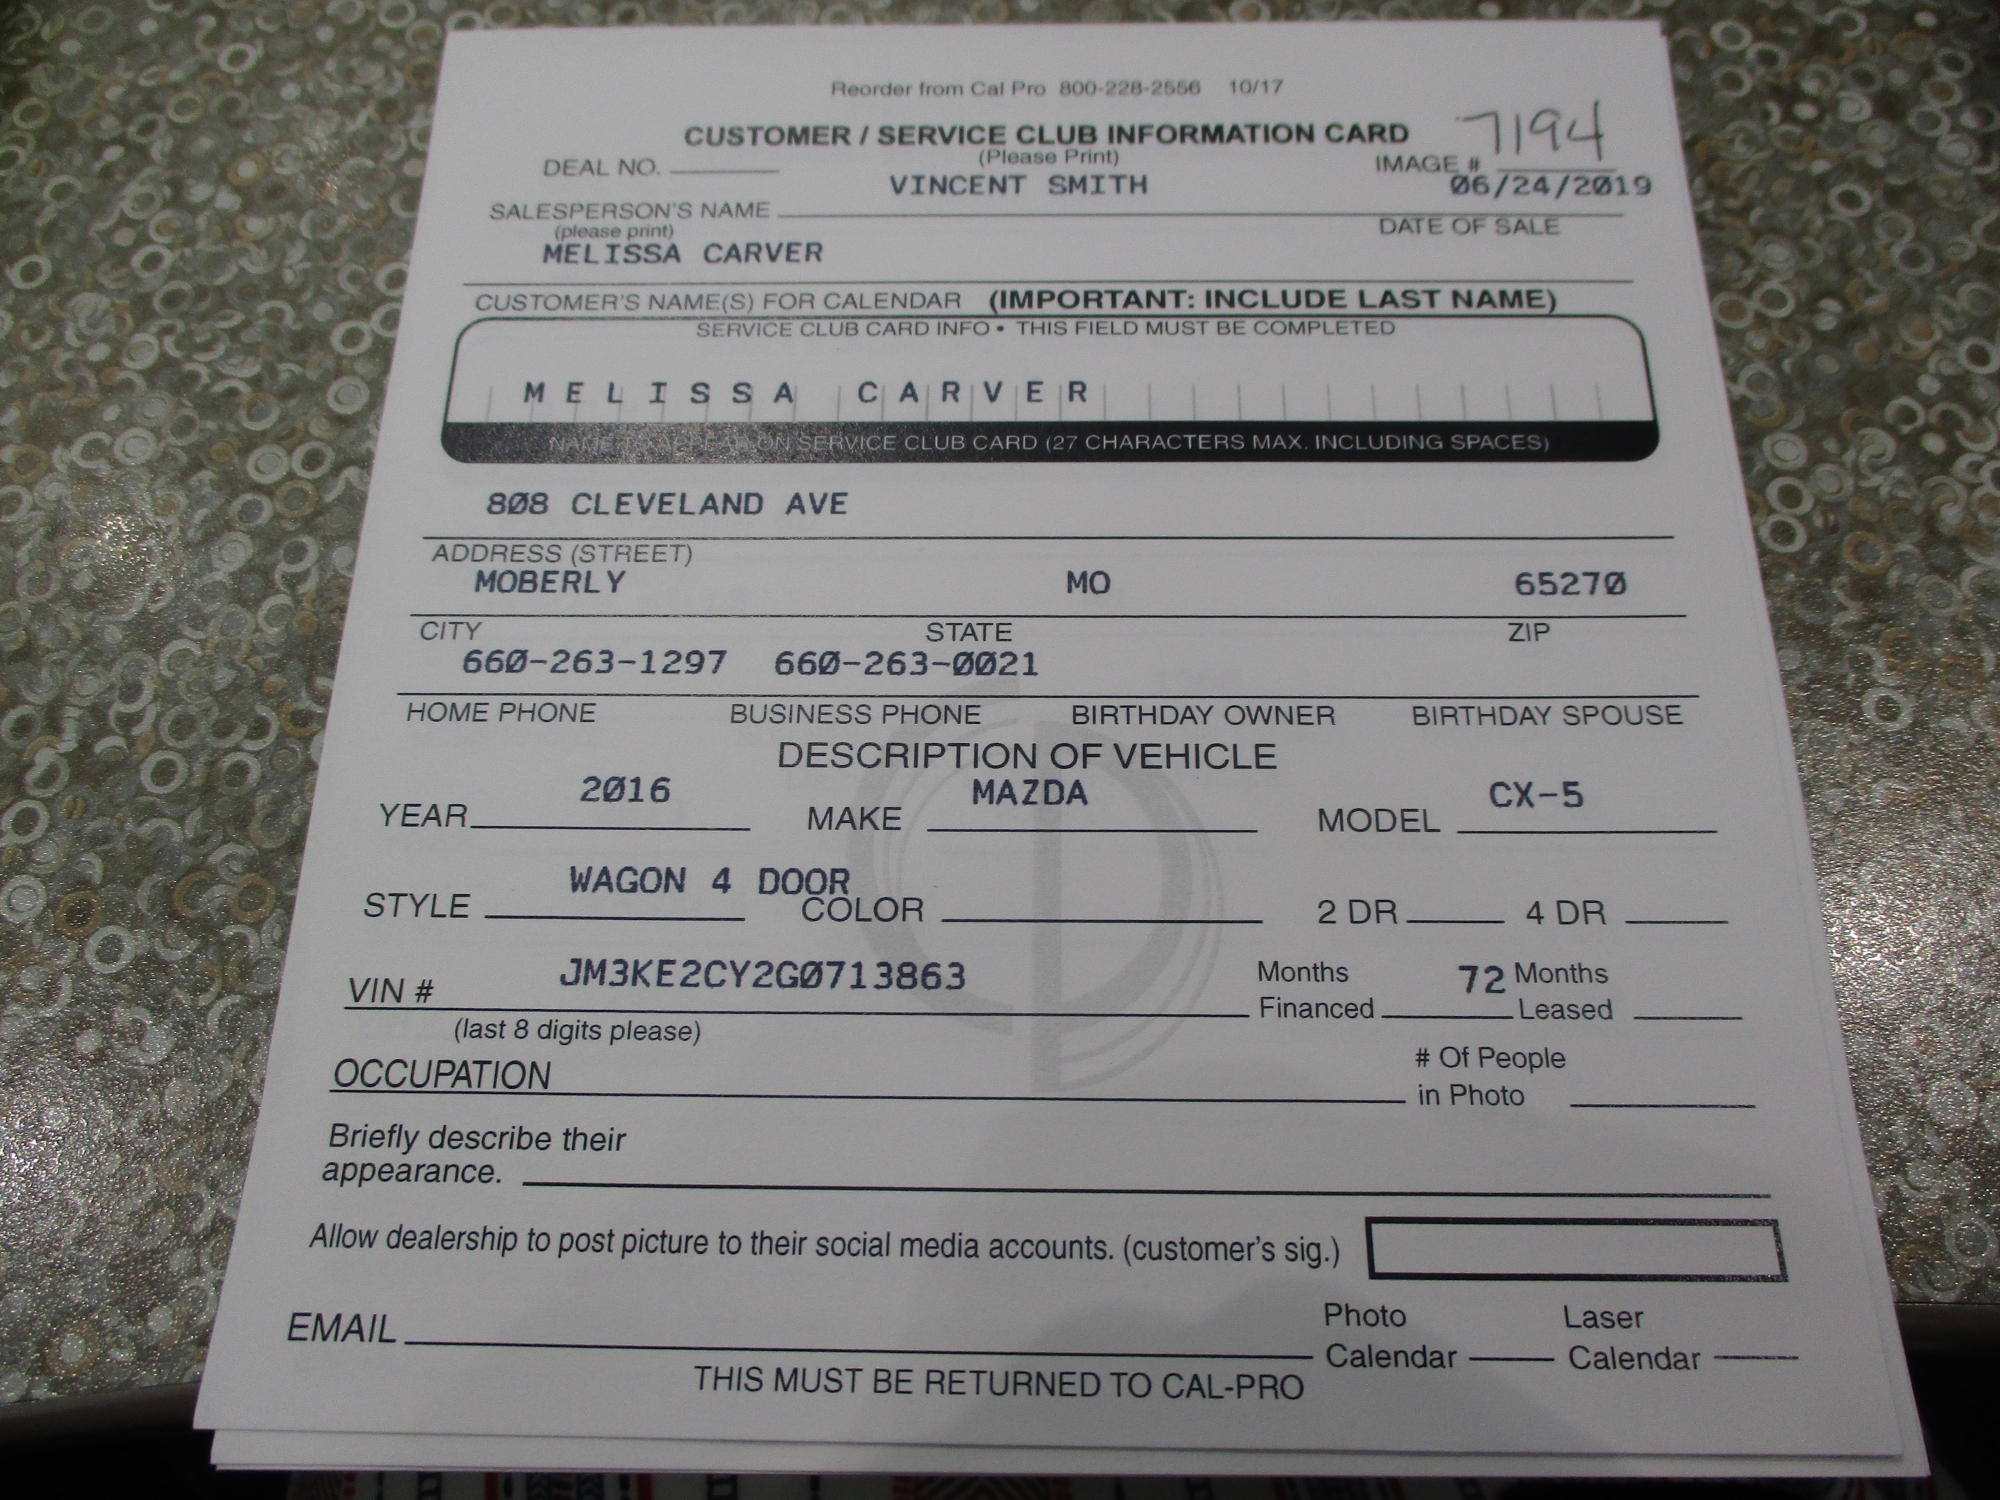 Reorder from Cal Pro 800-228-2556 10/17
CUSTOMER / SERVICE CLUB INFORMATION CARD
7194
(Please Print)
DEAL NO.
IMAGE #
VINCENT SMITH
06/24/2019
SALESPERSON'S NAME
(please print)
DATE OF SALE
MELISSA CARVER
CUSTOMER'S NAME(S) FOR CALENDAR (IMPORTANT: INCLUDE LAST NAME)
SERVICE CLUB CARD INFO • THIS FIELD MUST BE COMPLETED
MELISSA CARVER
NAME TO APPEAR ON SERVICE CLUB CARD (27 CHARACTERS MAX. INCLUDING SPACES)
808 CLEVELAND AVE
ADDRESS (STREET)
MOBERLY MO 65270
CITY STATE ZIP
660-263-1297 660-263-0021
HOME PHONE BUSINESS PHONE BIRTHDAY OWNER BIRTHDAY SPOUSE
DESCRIPTION OF VEHICLE
2016 MAZDA CX-5
YEAR MAKE MODEL
WAGON 4 DOOR
STYLE COLOR 2 DR 4 DR
JM3KE2CY2G0713863
VIN #
Months Financed 72 Months Leased
(last 8 digits please)
OCCUPATION
# Of People
in Photo
Briefly describe their
appearance.
Allow dealership to post picture to their social media accounts. (customer's sig.)
EMAIL
Photo Calendar
Laser Calendar
THIS MUST BE RETURNED TO CAL-PRO